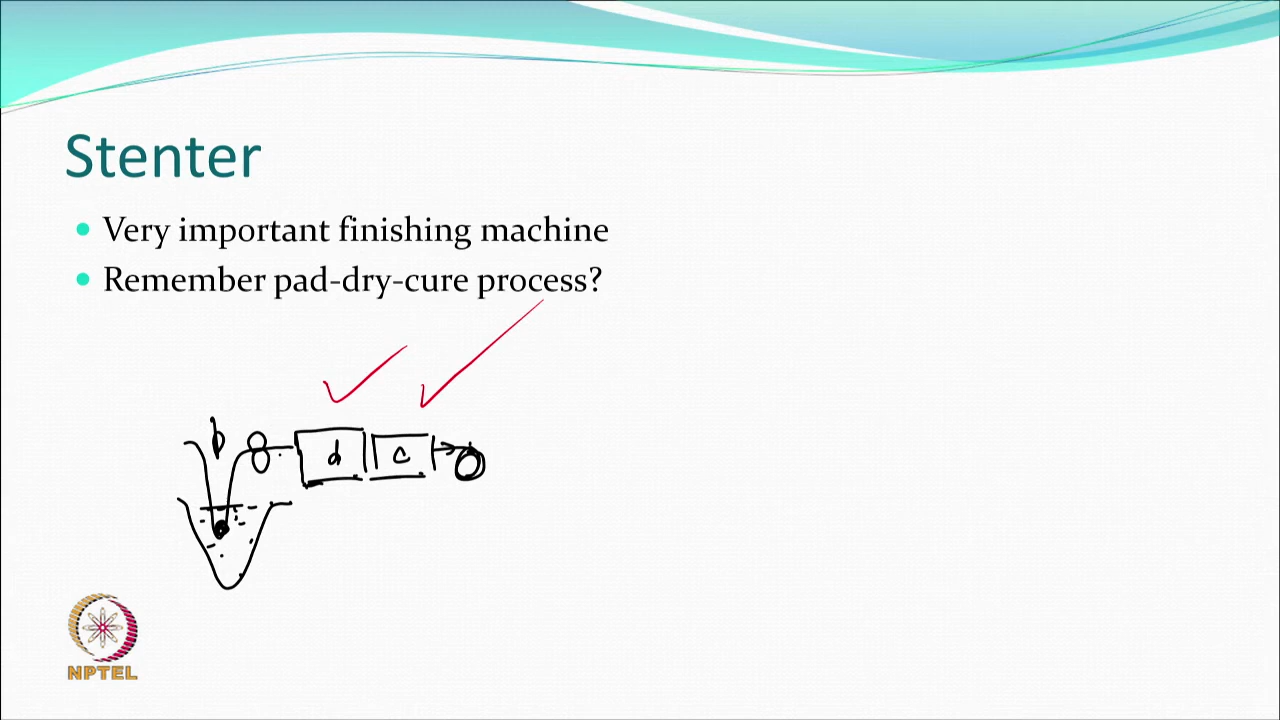 Stenter
Very important finishing machine
Remember pad-dry-cure process?
p
d
c
NPTEL